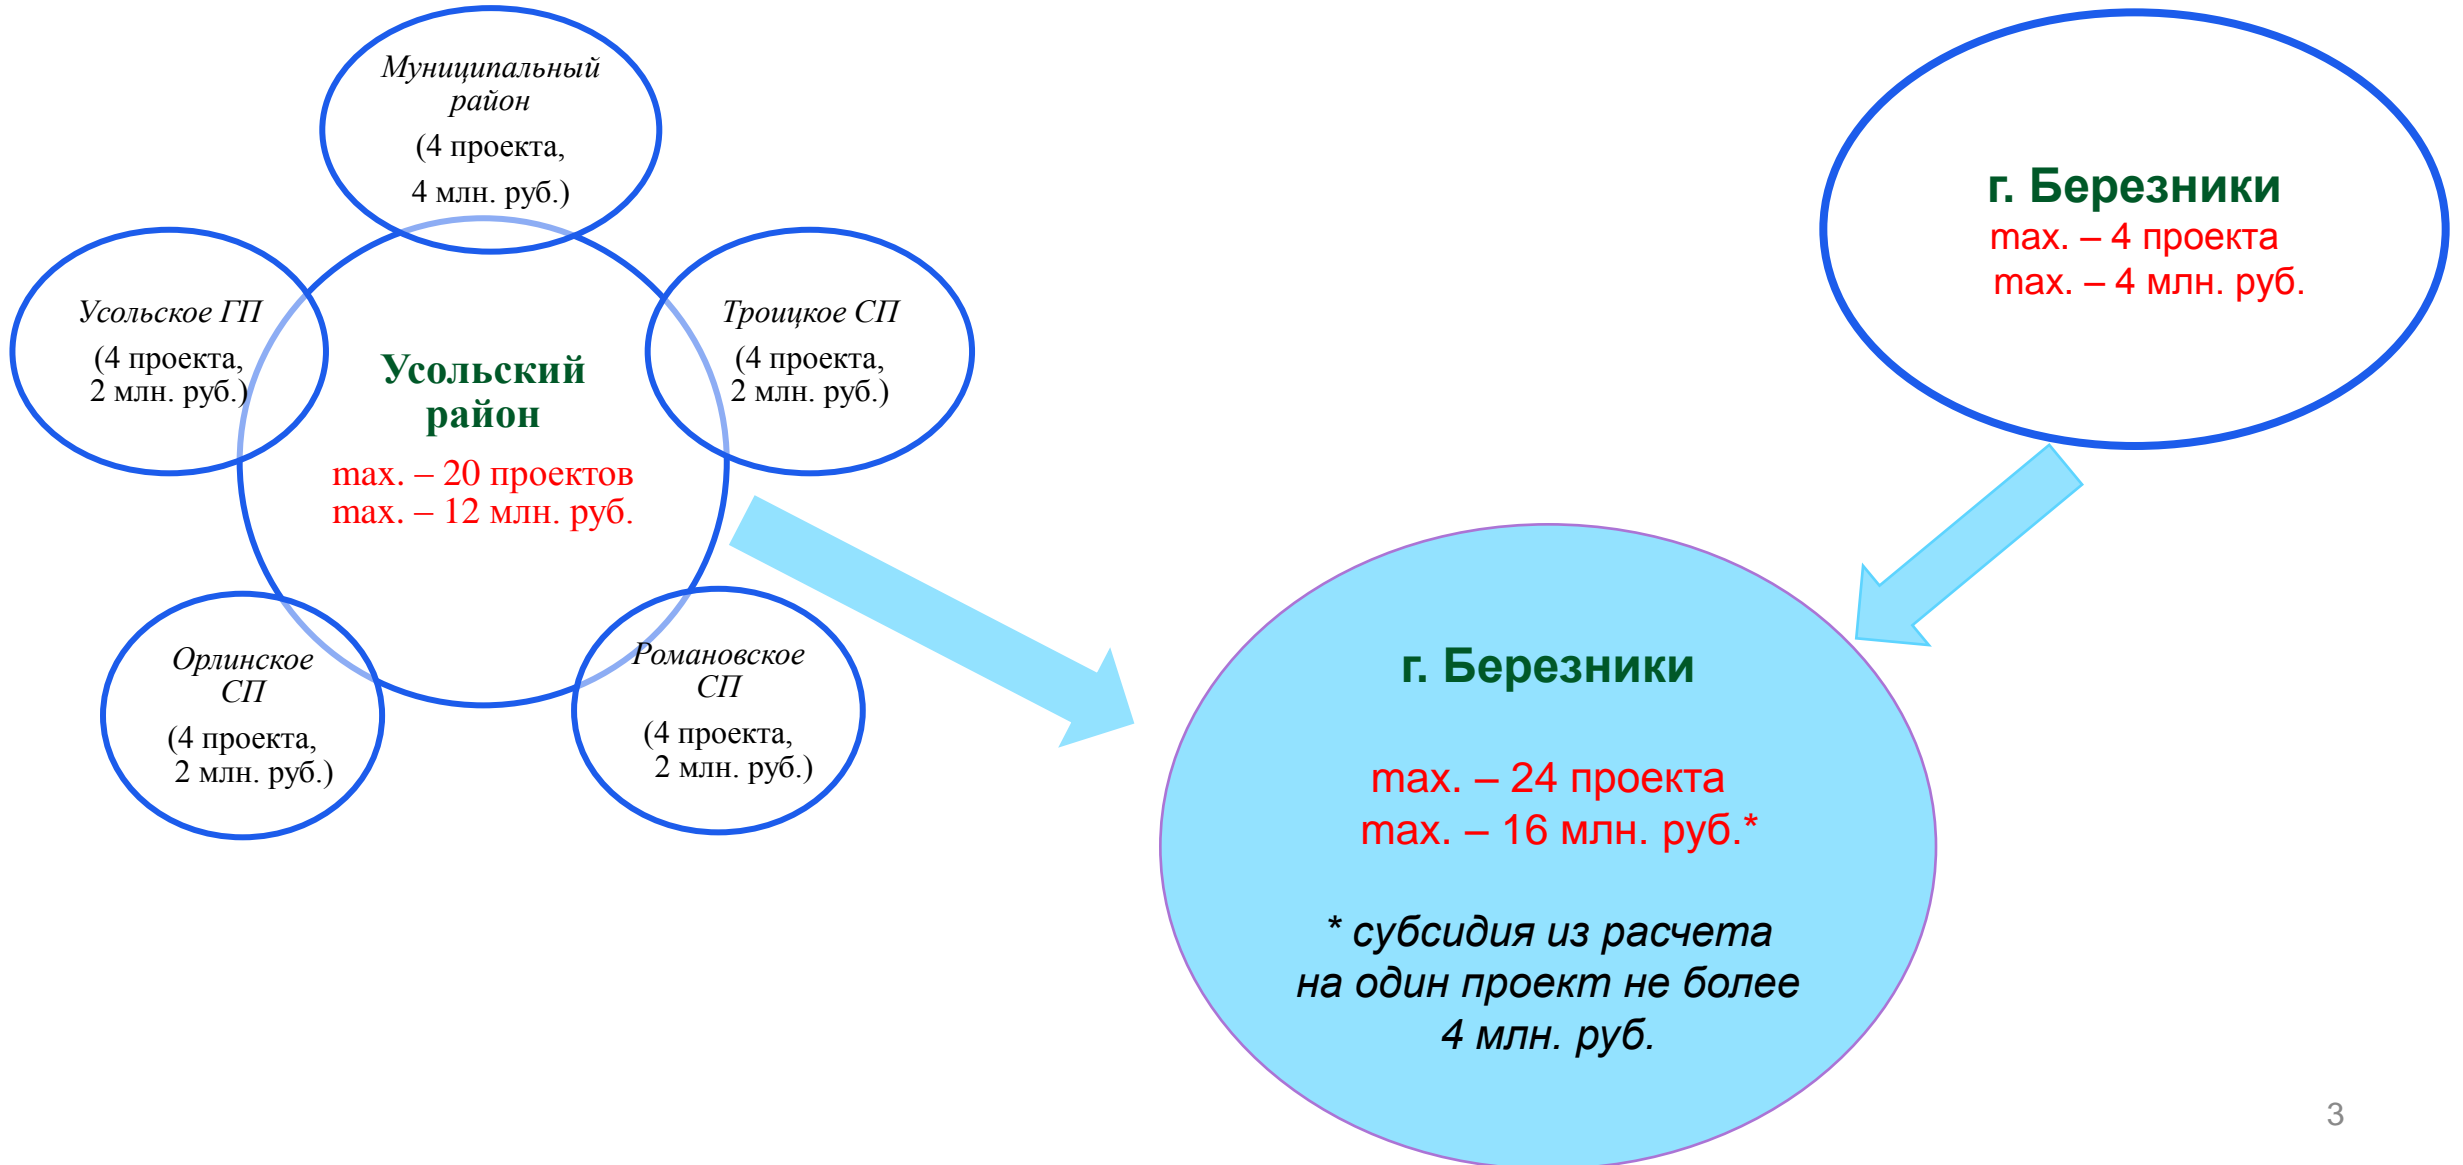 Муниципальный
район
(4 проекта,
4 млн. руб.)
Усольское ГП
(4 проекта,
2 млн. руб.)
Троицкое СП
(4 проекта,
2 млн. руб.)
Усольский
район
max. – 20 проектов
max. – 12 млн. руб.
Орлинское
СП
(4 проекта,
2 млн. руб.)
Романовское
СП
(4 проекта,
2 млн. руб.)
г. Березники
max. – 4 проекта
max. – 4 млн. руб.
г. Березники
max. – 24 проекта
max. – 16 млн. руб.*
* субсидия из расчета
на один проект не более
4 млн. руб.
3